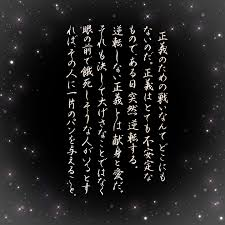 正義のための戦いなんてどこにも
ないのだ。正義はとても不安定な
もので、ある日突然逆転する。
逆転しない正義とは献身と愛だ。
それも決して大げさなことではなく
眼の前で餓死しそうな人がいるとす
れば、その人に一片のパンを与えること。